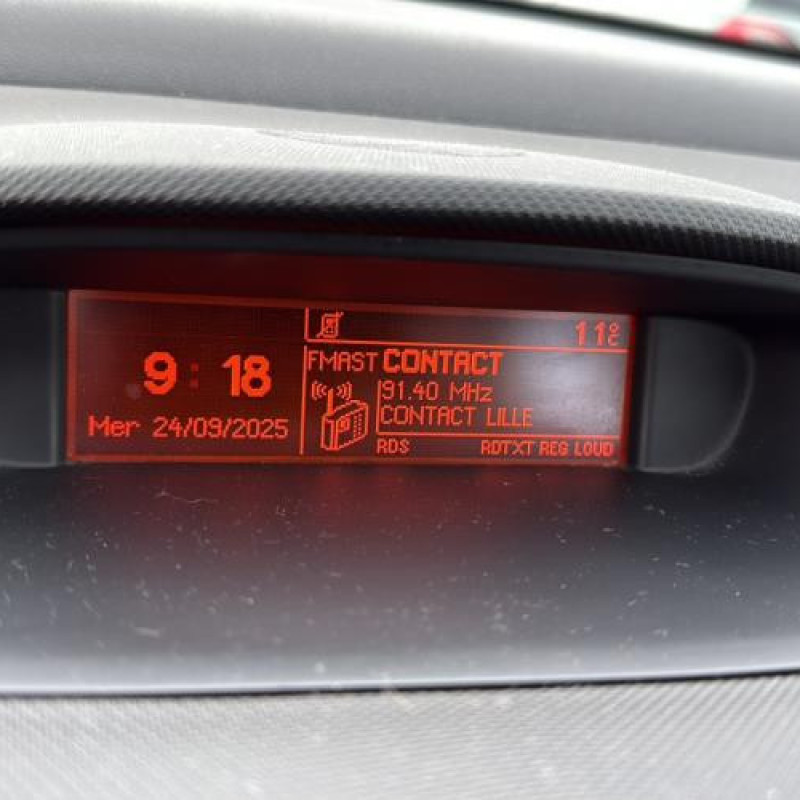 9:18
Mer 24/09/2025
11°C
FMAST CONTACT
91.40 MHz
CONTACT LILLE
RDS RDTXT REG LOUD